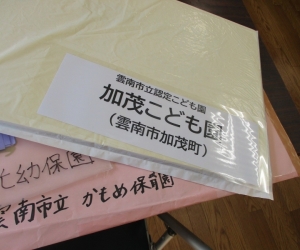 雲南市立認定こども園
加茂こども園
(雲南市加茂町)
幼保園
雲南市立 かもめ保育園